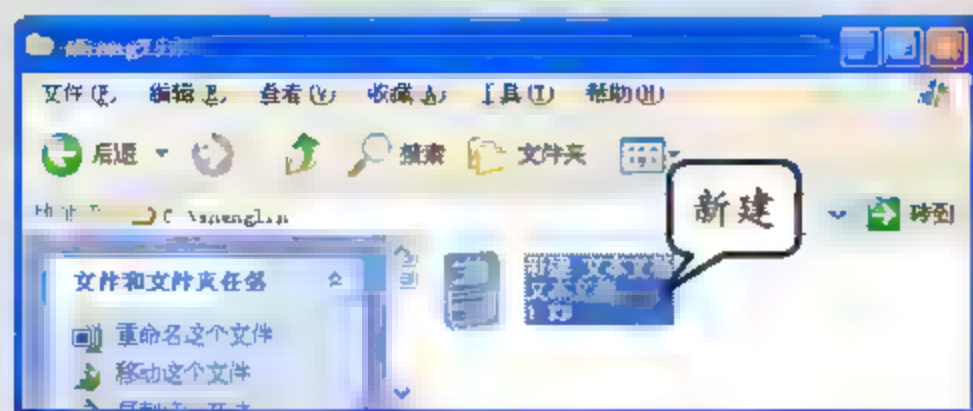 文件(F) 编辑(E) 查看(V) 收藏(A) 工具(T) 帮助(H)
后退 搜索 文件夹
新建
转到
文件和文件夹任务
新建 文本文档
文本文档
重命名这个文件
移动这个文件